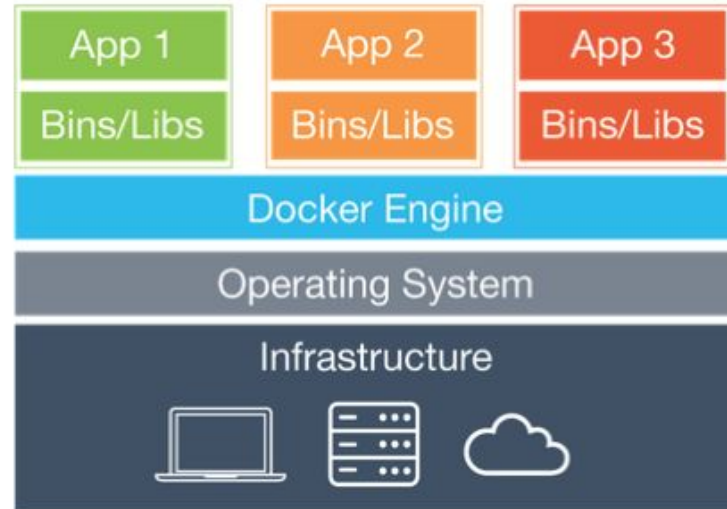 App 1
App 2
App 3
Bins/Libs
Bins/Libs
Bins/Libs
Docker Engine
Operating System
Infrastructure